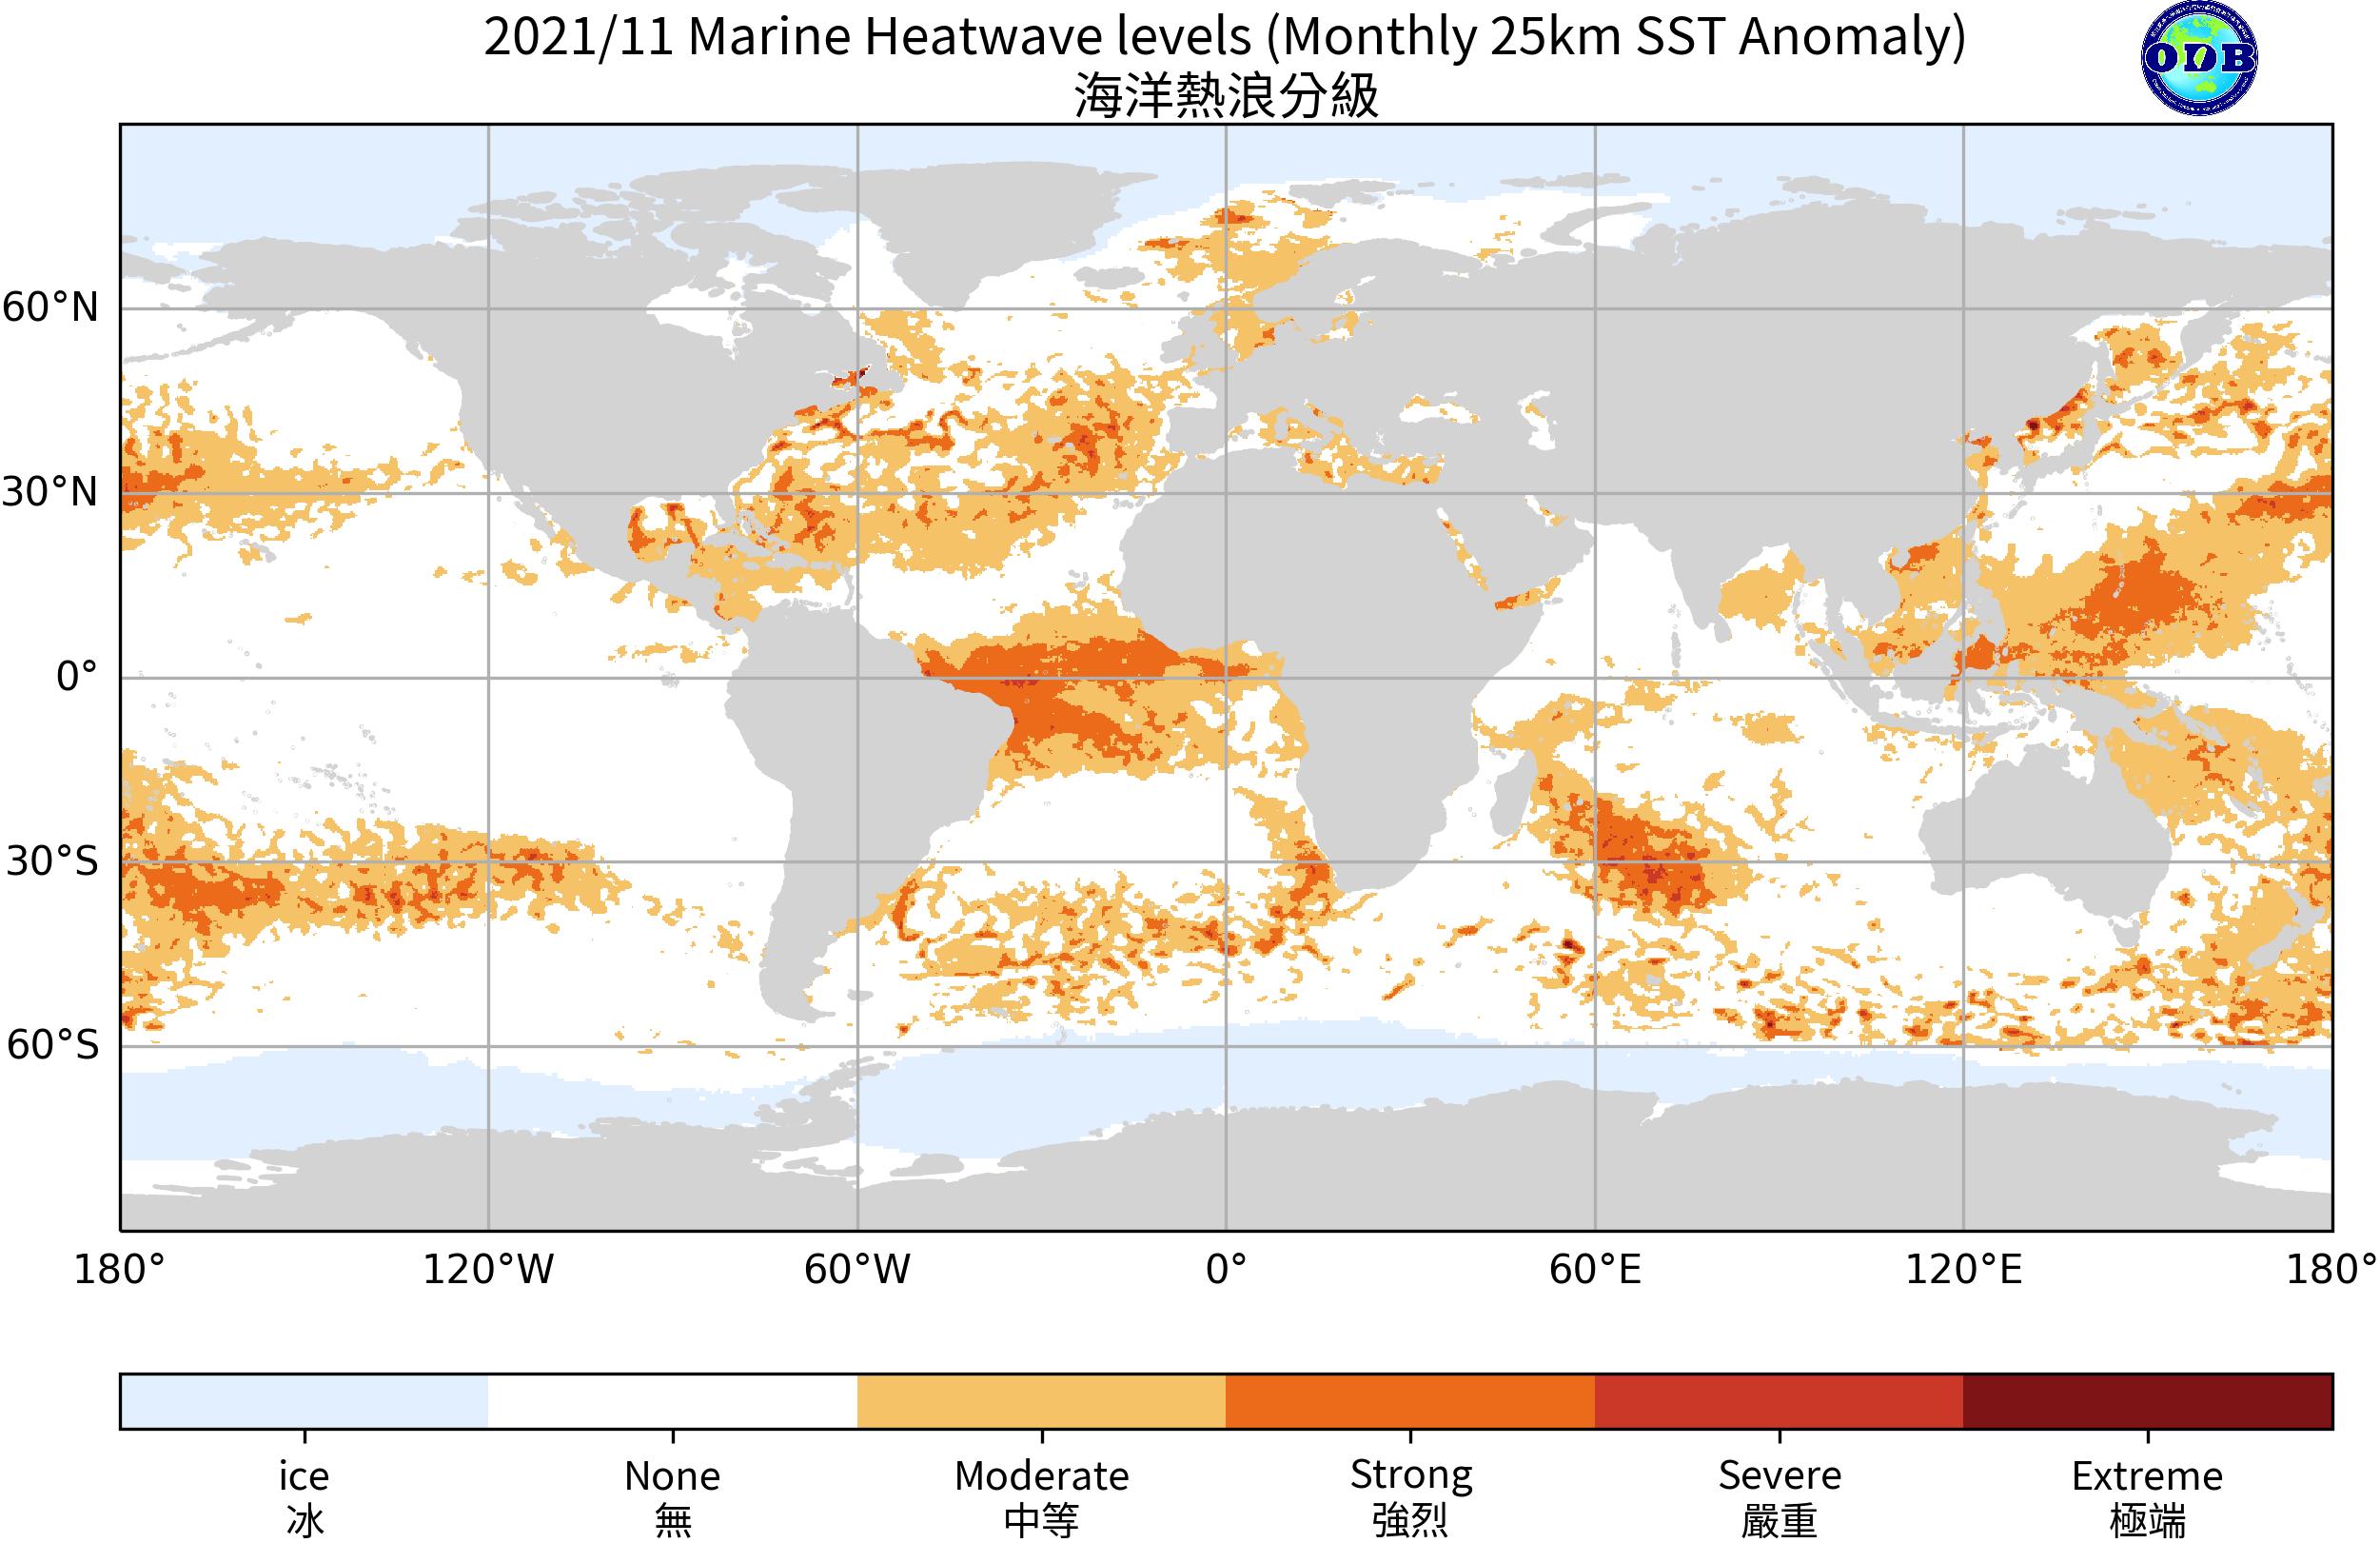 2021/11 Marine Heatwave levels (Monthly 25km SST Anomaly)
海洋熱浪分級
ODB
60°N
30°N
0°
30°S
60°S
180° 120°W 60°W 0° 60°E 120°E 180°
ice None Moderate Strong Severe Extreme
冰 無 中等 強烈 嚴重 極端